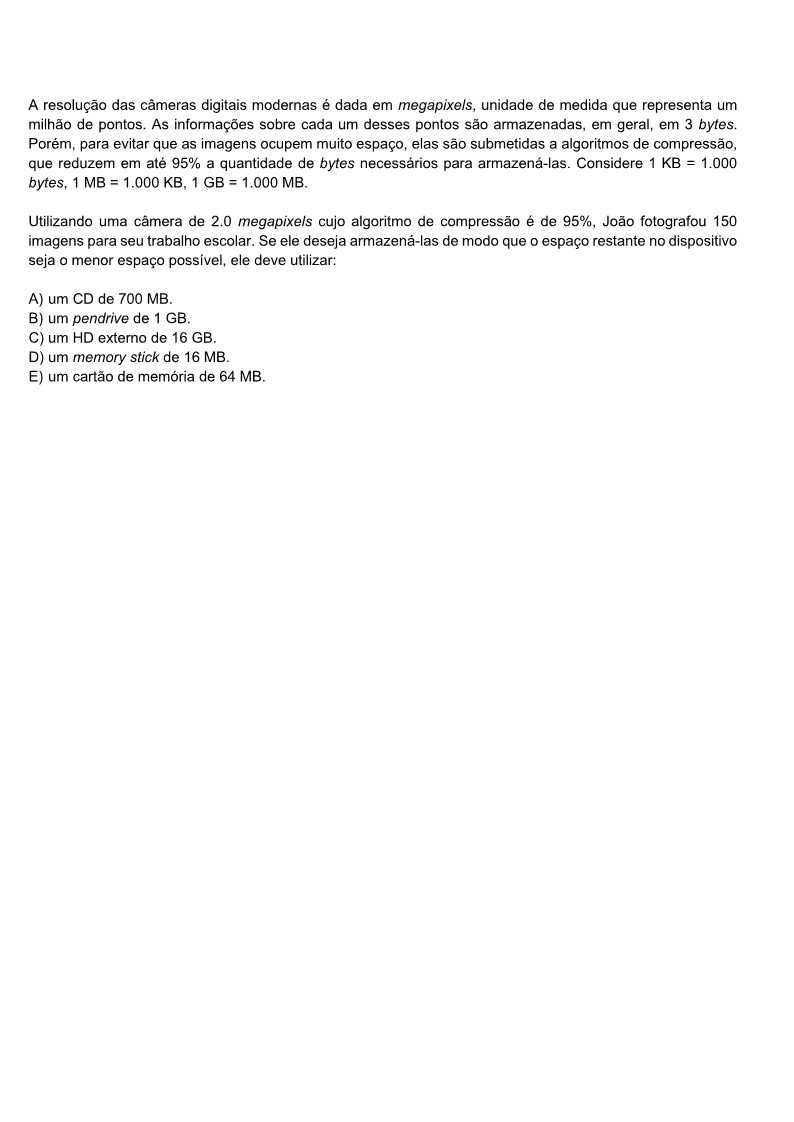 A resolução das câmeras digitais modernas é dada em megapixels, unidade de medida que representa um
milhão de pontos. As informações sobre cada um desses pontos são armazenadas, em geral, em 3 bytes.
Porém, para evitar que as imagens ocupem muito espaço, elas são submetidas a algoritmos de compressão,
que reduzem em até 95% a quantidade de bytes necessários para armazená-las. Considere 1 KB = 1.000
bytes, 1 MB = 1.000 KB, 1 GB = 1.000 MB.
Utilizando uma câmera de 2.0 megapixels cujo algoritmo de compressão é de 95%, João fotografou 150
imagens para seu trabalho escolar. Se ele deseja armazená-las de modo que o espaço restante no dispositivo
seja o menor espaço possível, ele deve utilizar:
A) um CD de 700 MB.
B) um pendrive de 1 GB.
C) um HD externo de 16 GB.
D) um memory stick de 16 MB.
E) um cartão de memória de 64 MB.